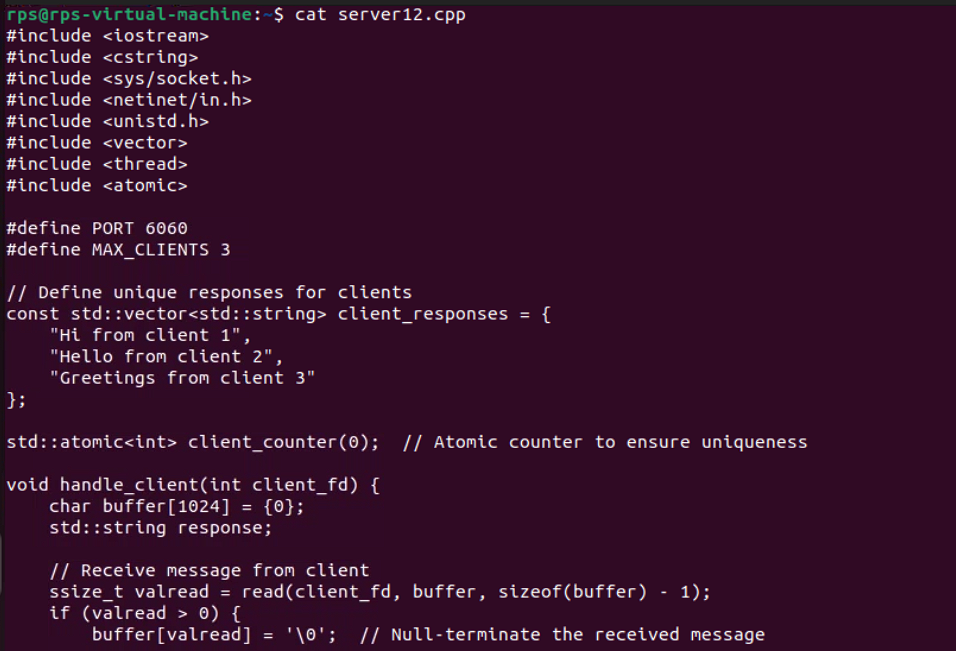 rps@rps-virtual-machine:~$ cat server12.cpp
#include <iostream>
#include <cstring>
#include <sys/socket.h>
#include <netinet/in.h>
#include <unistd.h>
#include <vector>
#include <thread>
#include <atomic>

#define PORT 6060
#define MAX_CLIENTS 3

// Define unique responses for clients
const std::vector<std::string> client_responses = {
    "Hi from client 1",
    "Hello from client 2",
    "Greetings from client 3"
};

std::atomic<int> client_counter(0);  // Atomic counter to ensure uniqueness

void handle_client(int client_fd) {
    char buffer[1024] = {0};
    std::string response;

    // Receive message from client
    ssize_t valread = read(client_fd, buffer, sizeof(buffer) - 1);
    if (valread > 0) {
        buffer[valread] = '\0';  // Null-terminate the received message